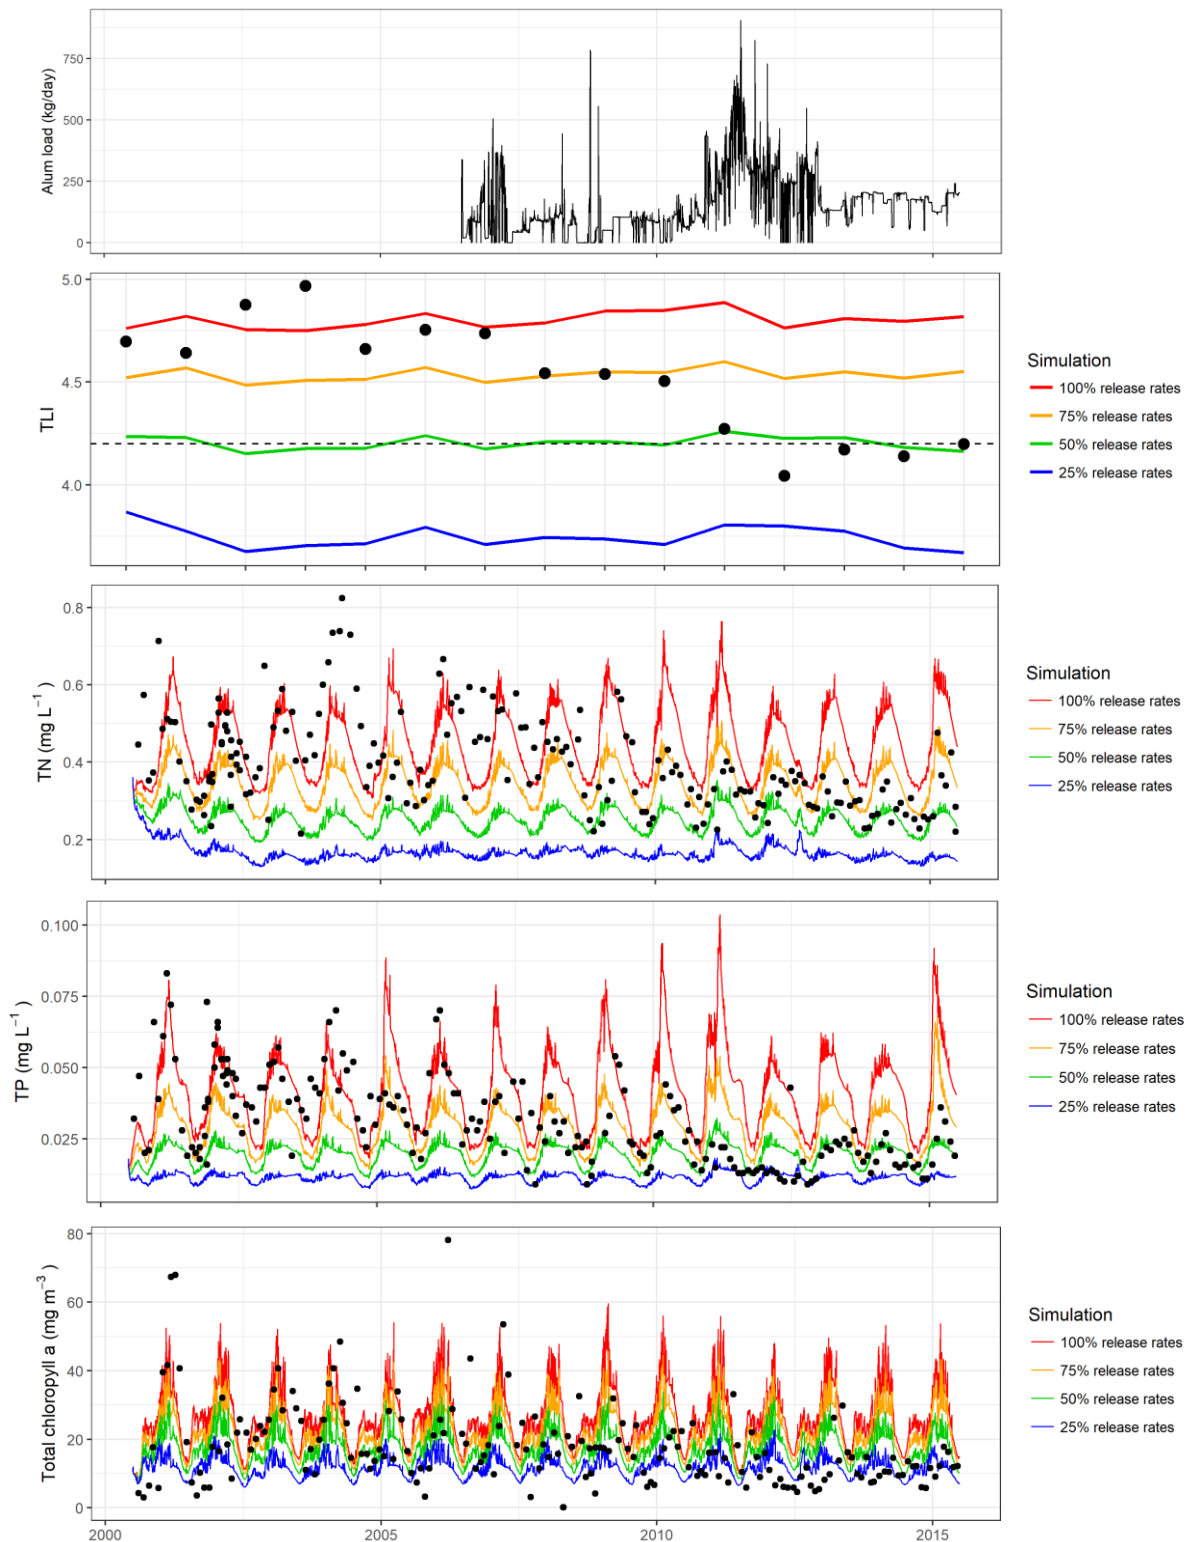 Alum load (kg/day)
750
500
250
0
TLI
5.0
4.5
4.0
Simulation
100% release rates
75% release rates
50% release rates
25% release rates
TN (mg L⁻¹ )
0.8
0.6
0.4
0.2
Simulation
100% release rates
75% release rates
50% release rates
25% release rates
TP (mg L⁻¹ )
0.100
0.075
0.050
0.025
Simulation
100% release rates
75% release rates
50% release rates
25% release rates
Total chloropyll a (mg m⁻³ )
80
60
40
20
0
Simulation
100% release rates
75% release rates
50% release rates
25% release rates
2000 2005 2010 2015